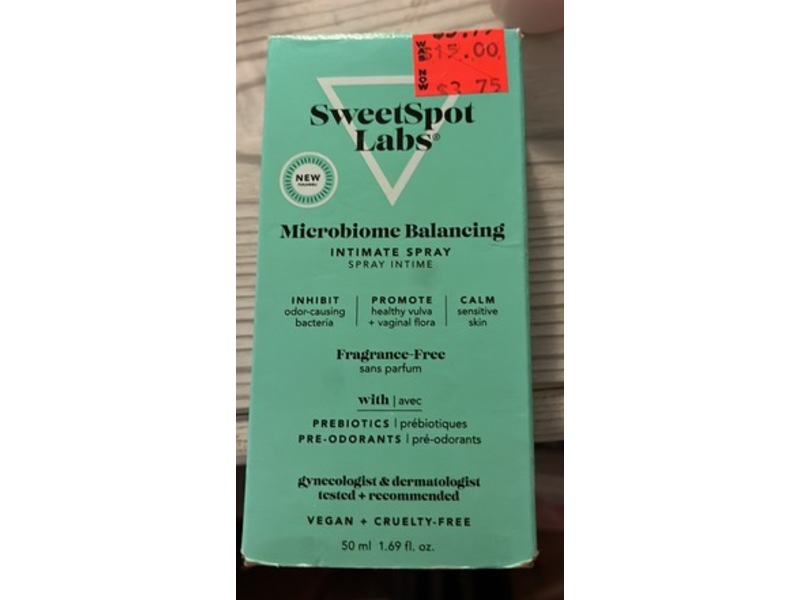 WAS
$15.00
NOW
$3.75
SweetSpot
Labs®
NEW
Microbiome Balancing
INTIMATE SPRAY
SPRAY INTIME
INHIBIT
odor-causing
bacteria
PROMOTE
healthy vulva
+ vaginal flora
CALM
sensitive
skin
Fragrance-Free
sans parfum
with | avec
PREBIOTICS | prébiotiques
PRE-ODORANTS | pré-odorants
gynecologist & dermatologist
tested + recommended
VEGAN + CRUELTY-FREE
50 ml 1.69 fl. oz.